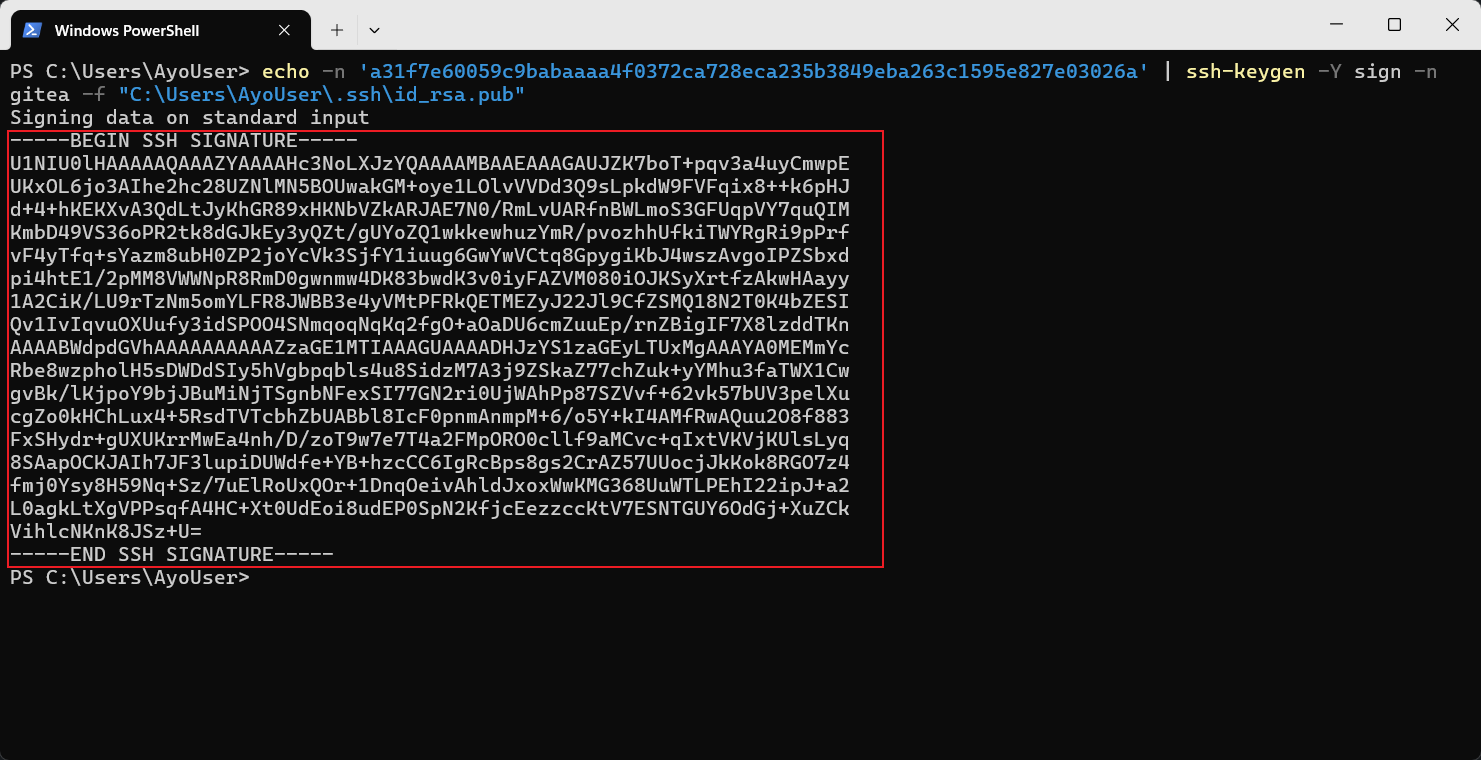 Windows PowerShell
PS C:\Users\AyoUser> echo -n 'a31f7e60059c9babaaaa4f0372ca728eca235b3849eba263c1595e827e03026a' | ssh-keygen -Y sign -n
gitea -f "C:\Users\AyoUser\.ssh\id_rsa.pub"
Signing data on standard input
-----BEGIN SSH SIGNATURE-----
U1NIU0lHAAAAAQAAAZYAAAAHc3NoLXJzYQAAAAMBAAEAAAGAUJZK7boT+pqv3a4uyCmwpE
UKxOL6jo3AIhe2hc28UZNlMN5BOUwakGM+oye1LOlvVVDd3Q9sLpkdW9FVFqix8++k6pHJ
d+4+hKEKXvA3QdLtJyKhGR89xHKNbVZkARJAE7N0/RmLvUARfnBWLmoS3GFUqpVY7quQIM
KmbD49VS36oPR2tk8dGJkEy3yQZt/gUYoZQ1wkkewhuzYmR/pvozhhUfkiTWYRgRi9pPrf
vF4yTfq+sYazm8ubH0ZP2joYcVk3SjfY1iuug6GwYwVCtq8GpygiKbJ4wszAvgoIPZSbxd
pi4htE1/2pMM8VWWNpR8RmD0gwnmw4DK83bwdK3v0iyFAZVM080iOJKSyXrtfzAkwHAayy
1A2CiK/LU9rTzNm5omYLFR8JWBB3e4yVMtPFRkQETMEZyJ22Jl9CfZSMQ18N2T0K4bZESI
Qv1IvIqvuOXUufy3idSPOO4SNmqoqNqKq2fgO+aOaDU6cmZuuEp/rnZBigIF7X8lzddTKn
AAAABWdpdGVhAAAAAAAAAAZzaGE1MTIAAAGUAAAADHJzYS1zaGEyLTUxMgAAAYA0MEMmYc
Rbe8wzpholH5sDWDdSIy5hVgbpqbls4u8SidzM7A3j9ZSkaZ77chZuk+yYMhu3faTWX1Cw
gvBk/lKjpoY9bjJBuMiNjTSgnbNFexSI77GN2ri0UjWAhPp87SZVvf+62vk57bUV3pelXu
cgZo0kHChLux4+5RsdTVTcbhZbUABbl8IcF0pnmAnmpM+6/o5Y+kI4AMfRwAQuu2O8f883
FxSHydr+gUXUKrrMwEa4nh/D/zoT9w7e7T4a2FMpORO0cllf9aMCvc+qIxtVKVjKUlsLyq
8SAapOCKJAIh7JF3lupiDUWdfe+YB+hzcCC6IgRcBps8gs2CrAZ57UUocjJkKok8RGO7z4
fmj0Ysy8H59Nq+Sz/7uElRoUxQOr+1DnqOeivAhldJxoxWwKMG368UuWTLPEhI22ipJ+a2
L0agkLtXgVPPsqfA4HC+Xt0UdEoi8udEP0SpN2KfjcEezzccKtV7ESNTGUY6OdGj+XuZCk
VihlcNKnK8JSz+U=
-----END SSH SIGNATURE-----
PS C:\Users\AyoUser>